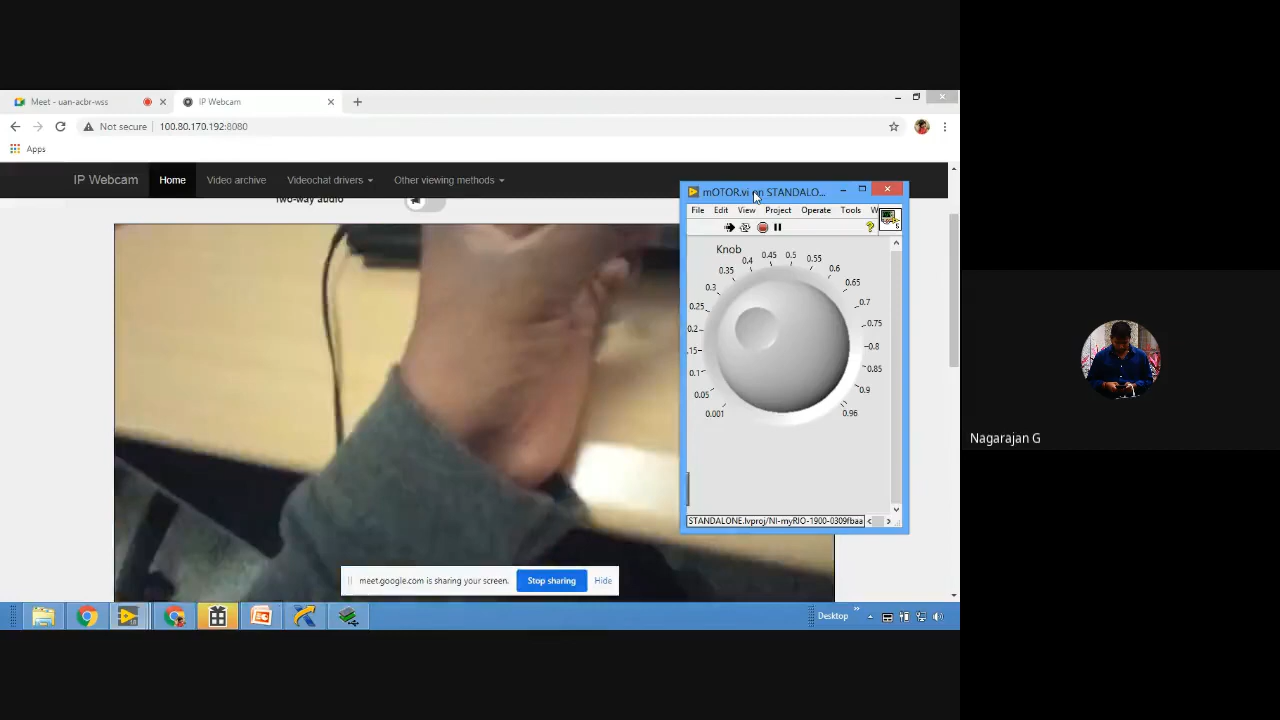 Meet - uan-acbr-wss
IP Webcam
Not secure
100.80.170.192:8080
Apps
IP Webcam
Home
Video archive
Videochat drivers
Other viewing methods
Two-way audio
mOTOR.vi on STANDALO...
File Edit View Project Operate Tools W
Knob
0.001
0.05
0.1
.15
0.2
0.25
0.3
0.35
0.4
0.45
0.5
0.55
0.6
0.65
0.7
0.75
0.8
0.85
0.9
0.96
STANDALONE.lvproj/NI-myRIO-1900-0309fbaa
meet.google.com is sharing your screen.
Stop sharing
Hide
Desktop
Nagarajan G